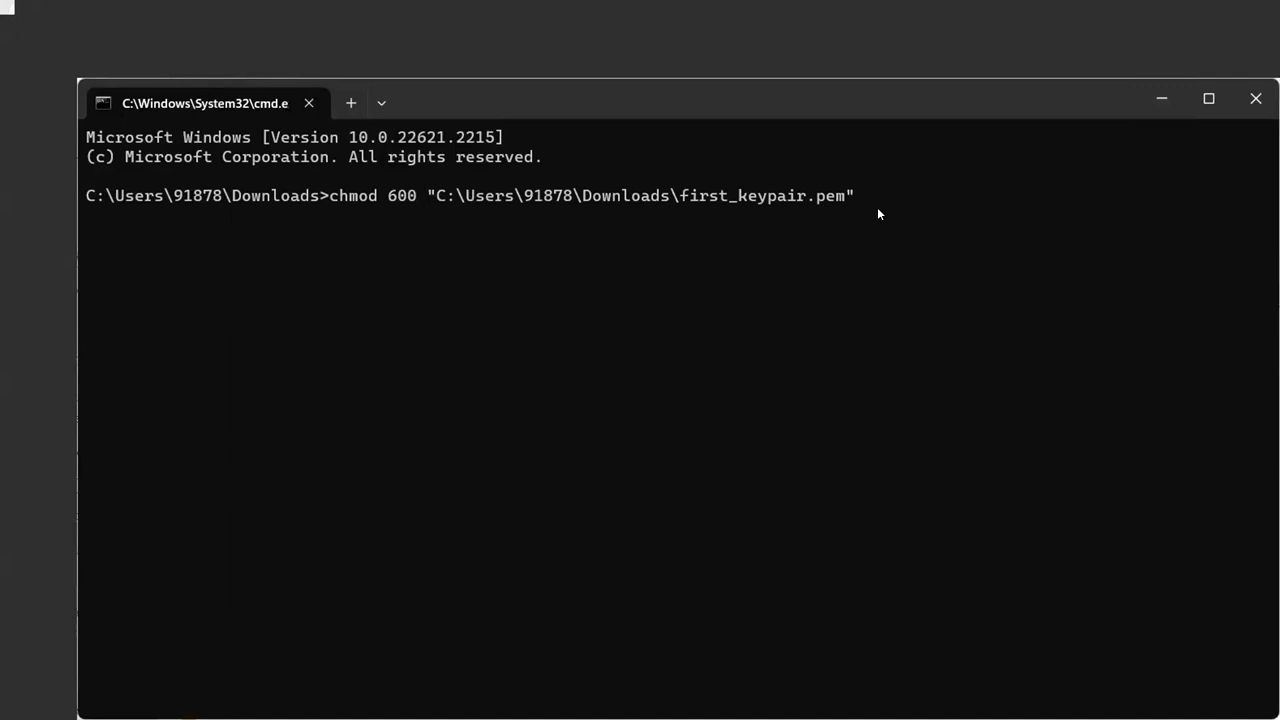 C:\Windows\System32\cmd.e
Microsoft Windows [Version 10.0.22621.2215]
(c) Microsoft Corporation. All rights reserved.
C:\Users\91878\Downloads>chmod 600 "C:\Users\91878\Downloads\first_keypair.pem"